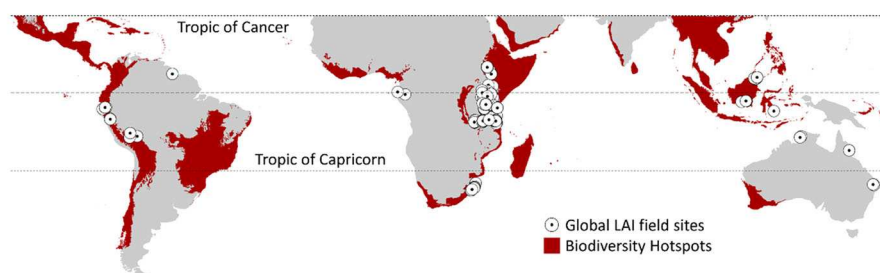 Tropic of Cancer
Tropic of Capricorn
Global LAI field sites
Biodiversity Hotspots